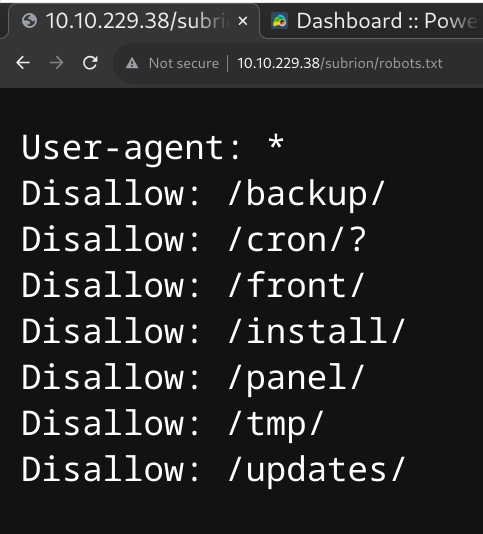 10.10.229.38/subri
Dashboard :: Powe
Not secure 10.10.229.38/subrion/robots.txt
User-agent: *
Disallow: /backup/
Disallow: /cron/?
Disallow: /front/
Disallow: /install/
Disallow: /panel/
Disallow: /tmp/
Disallow: /updates/